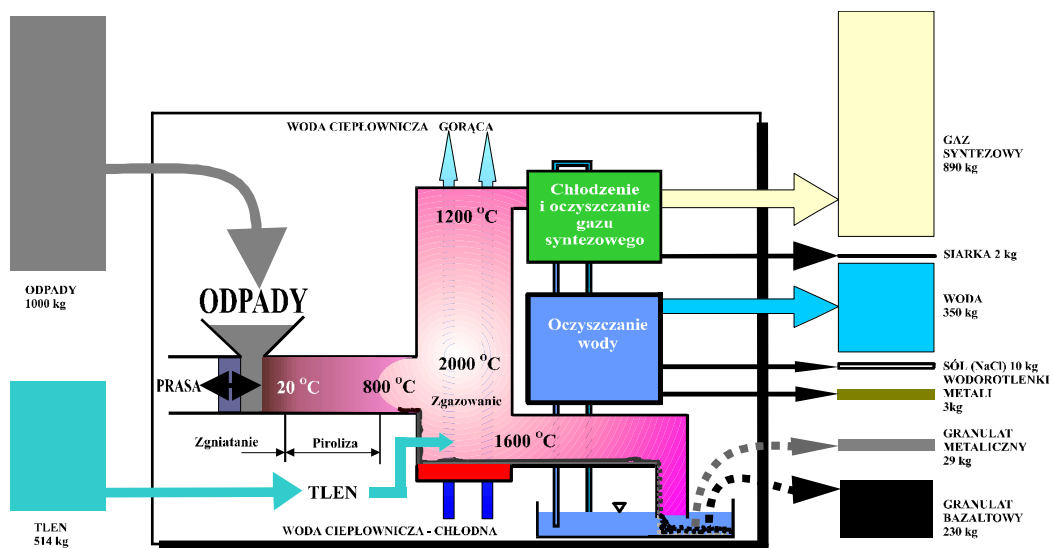 WODA CIEPŁOWNICZA GORĄCA
GAZ
SYNTEZOWY
890 kg
Chłodzenie
i oczyszczanie
gazu
syntezowego
1200 °C
SIARKA 2 kg
ODPADY
1000 kg
ODPADY
WODA
350 kg
Oczyszczanie
wody
2000 °C
PRASA
20 °C
800 °C
Zgazowanie
SÓL (NaCl) 10 kg
WODOROTLENKI
METALI
3kg
Zgniatanie
Piroliza
1600 °C
GRANULAT
METALICZNY
29 kg
TLEN
GRANULAT
BAZALTOWY
230 kg
TLEN
514 kg
WODA CIEPŁOWNICZA - CHŁODNA